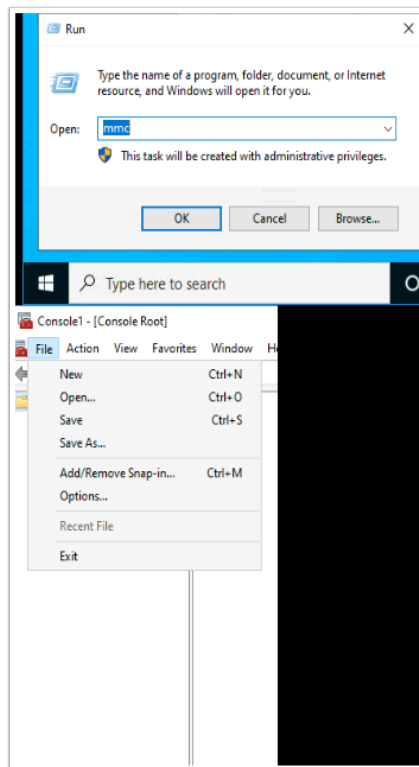 Run
Type the name of a program, folder, document, or Internet
resource, and Windows will open it for you.
Open: mmc
This task will be created with administrative privileges.
OK Cancel Browse...
Type here to search
Console1 - [Console Root]
File Action View Favorites Window
New Ctrl+N
Open... Ctrl+O
Save Ctrl+S
Save As...
Add/Remove Snap-in... Ctrl+M
Options...
Recent File
Exit